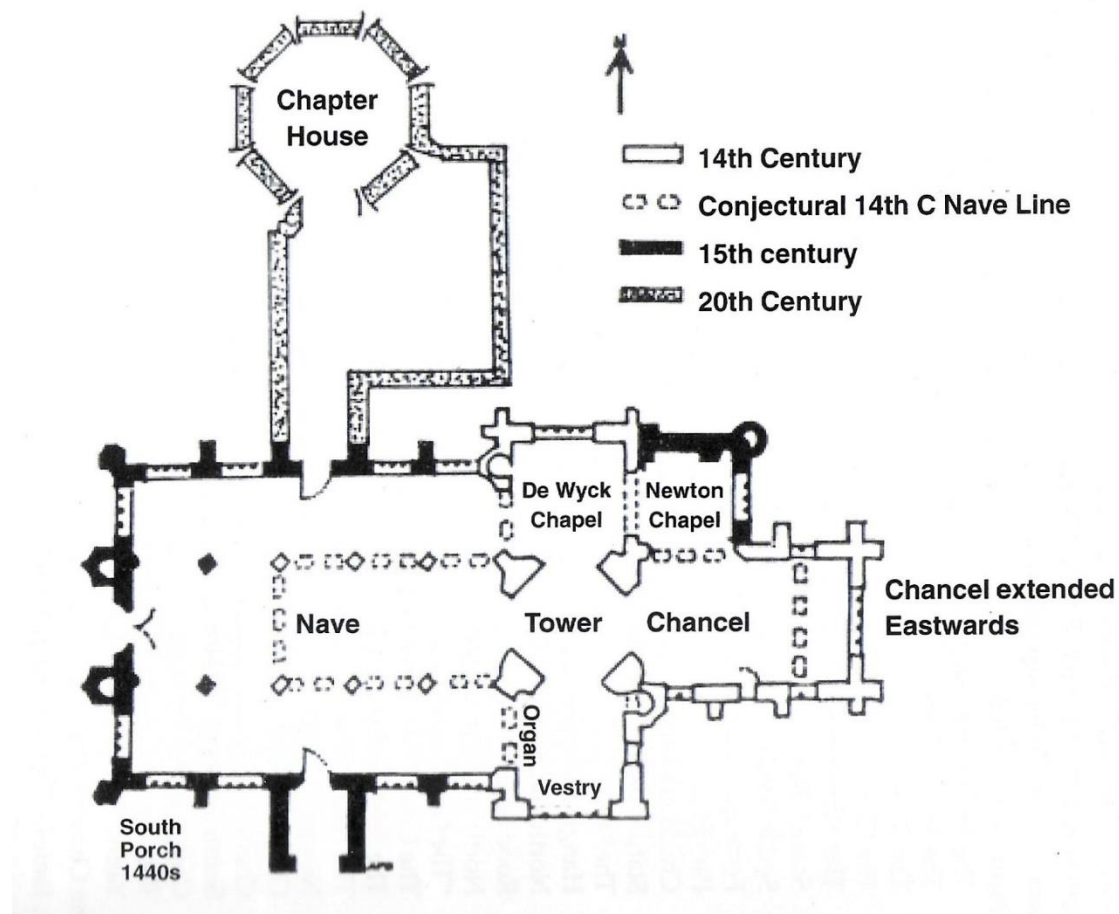 N
Chapter
House
14th Century
Conjectural 14th C Nave Line
15th century
20th Century
De Wyck
Chapel
Newton
Chapel
Nave
Tower
Chancel
Chancel extended
Eastwards
Organ
Vestry
South
Porch
1440s